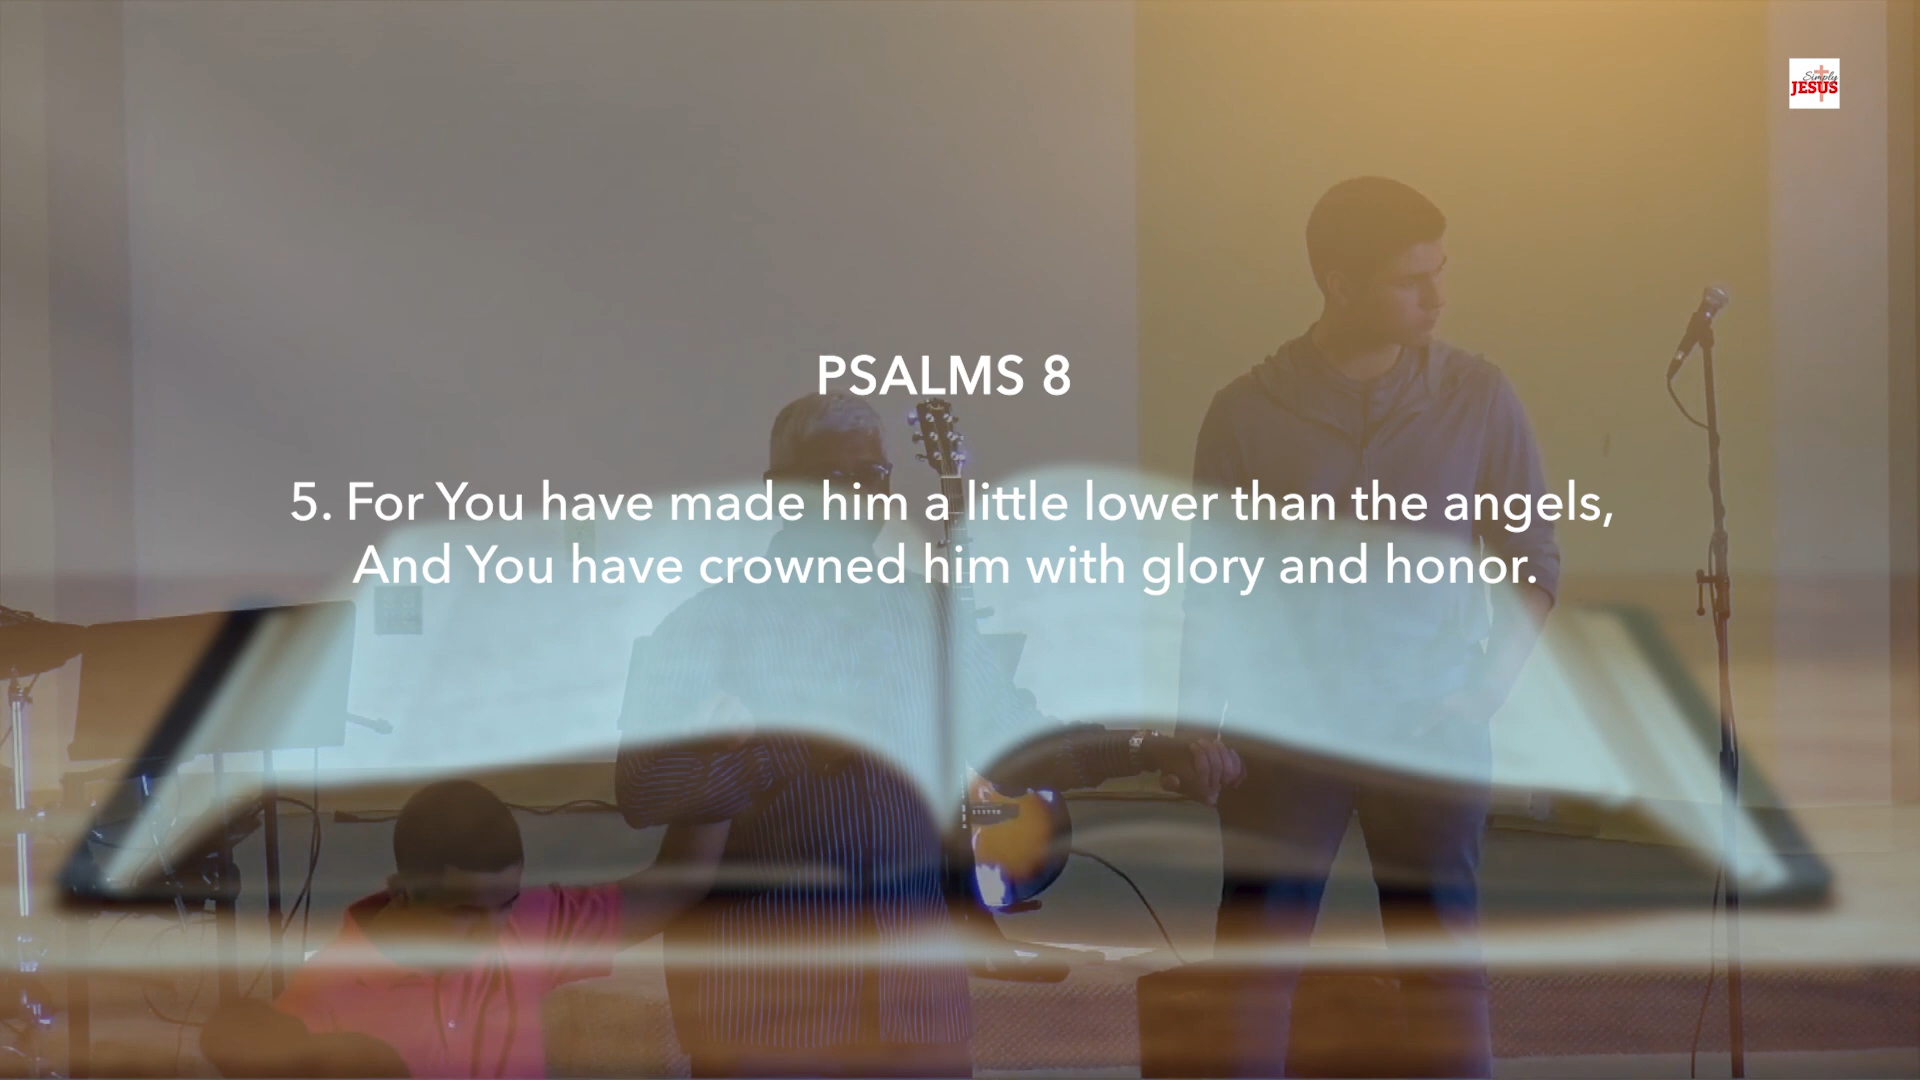 Simply
JESUS
PSALMS 8
5. For You have made him a little lower than the angels,
And You have crowned him with glory and honor.